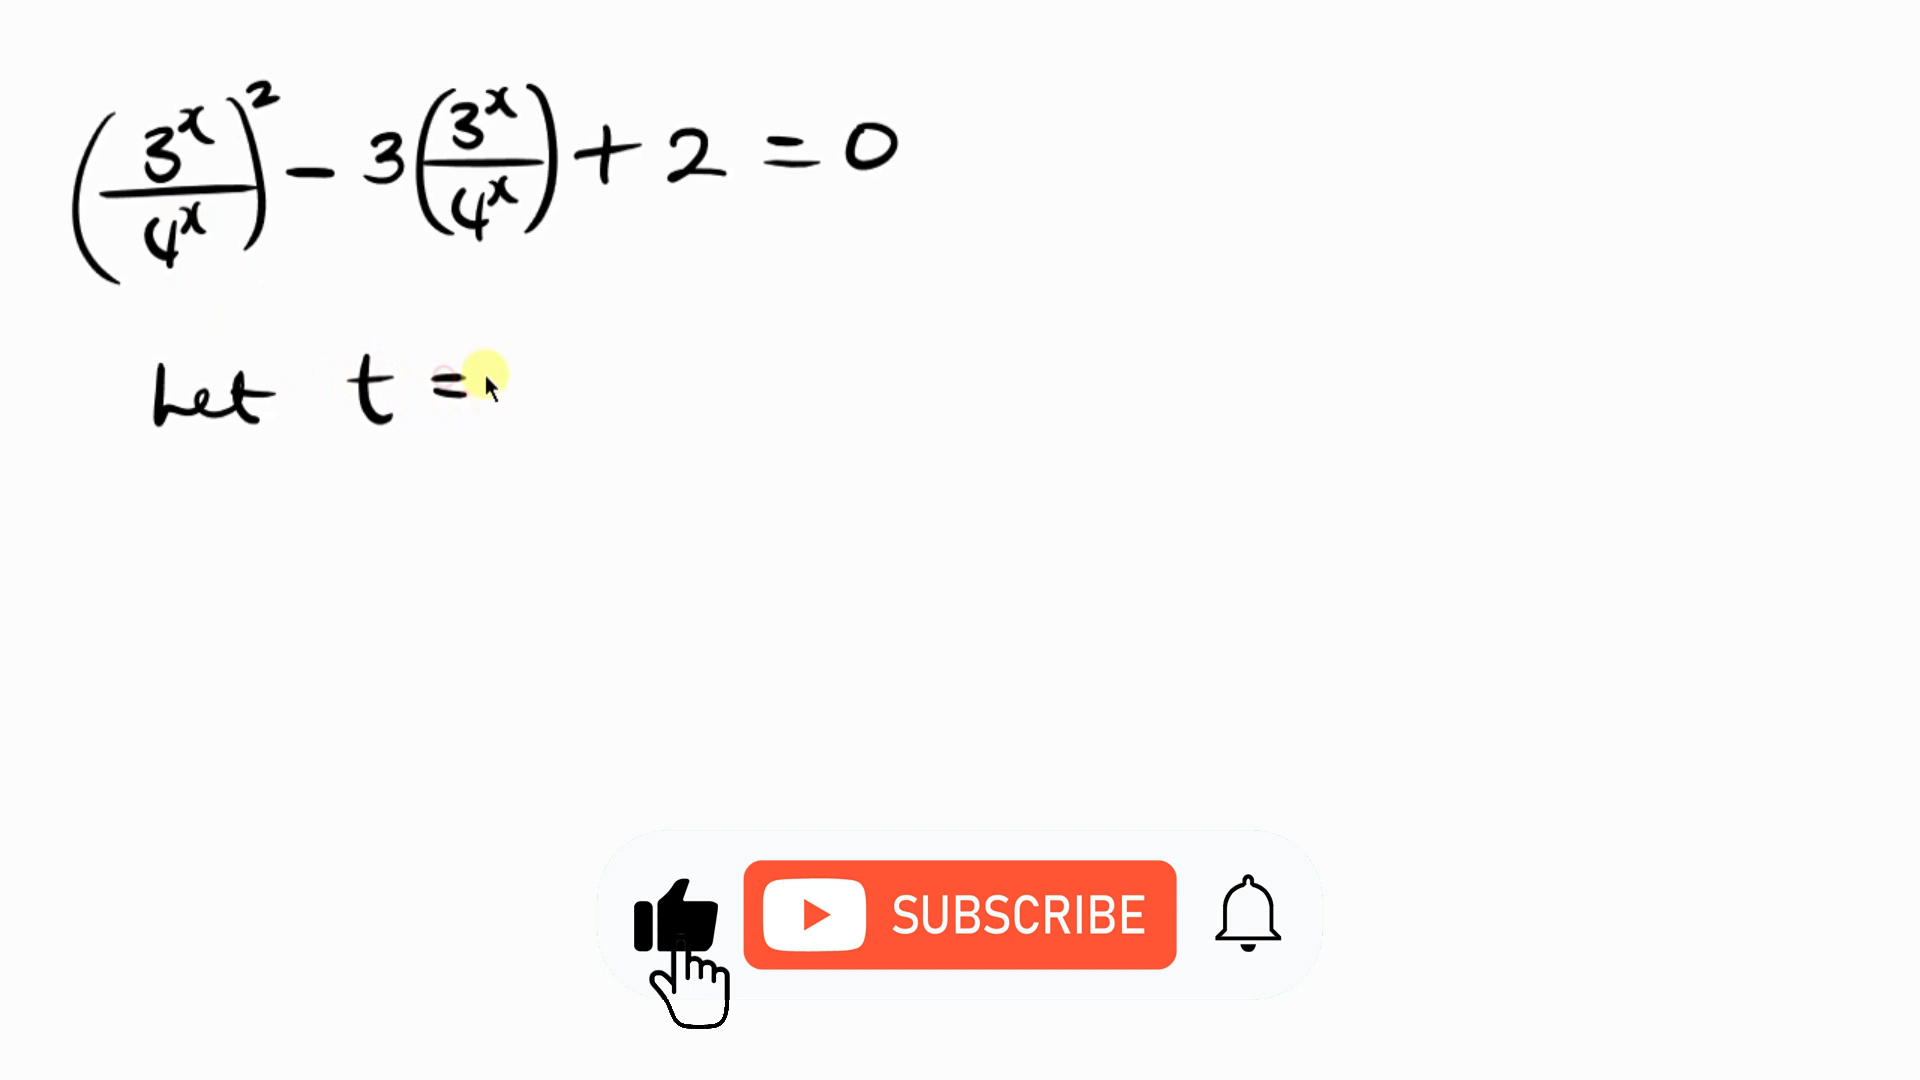 (3^x/4^x)^2 - 3(3^x/4^x) + 2 = 0
Let t =
SUBSCRIBE